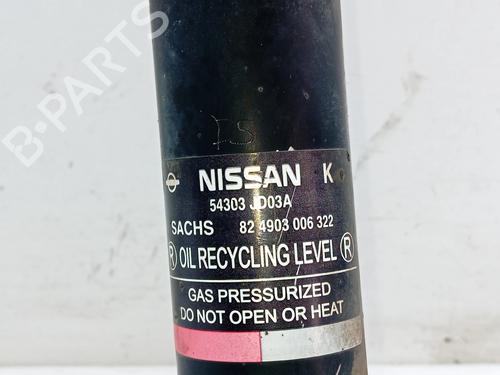 B-PARTS
IS
NISSAN K
54303 JD03A
SACHS 82 4903 006 322
R OIL RECYCLING LEVEL R
GAS PRESSURIZED
DO NOT OPEN OR HEAT